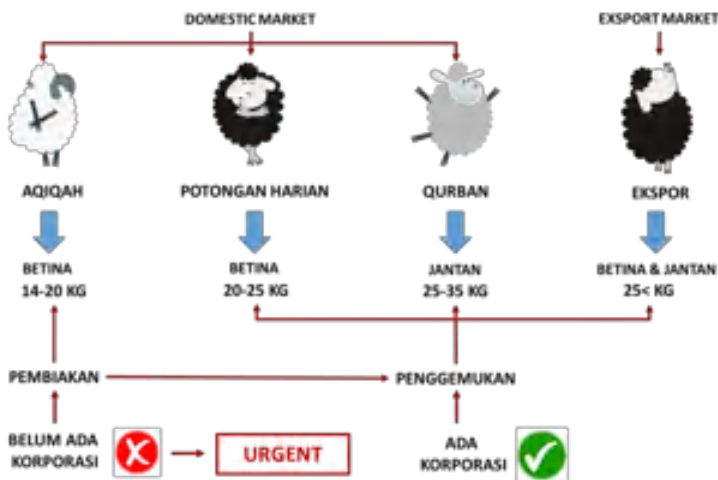 DOMESTIC MARKET
EXSPORT MARKET
AQIQAH
POTONGAN HARIAN
QURBAN
EKSPOR
BETINA
14-20 KG
BETINA
20-25 KG
JANTAN
25-35 KG
BETINA & JANTAN
25< KG
PEMBIAKAN
PENGGEMUKAN
BELUM ADA
KORPORASI
URGENT
ADA
KORPORASI